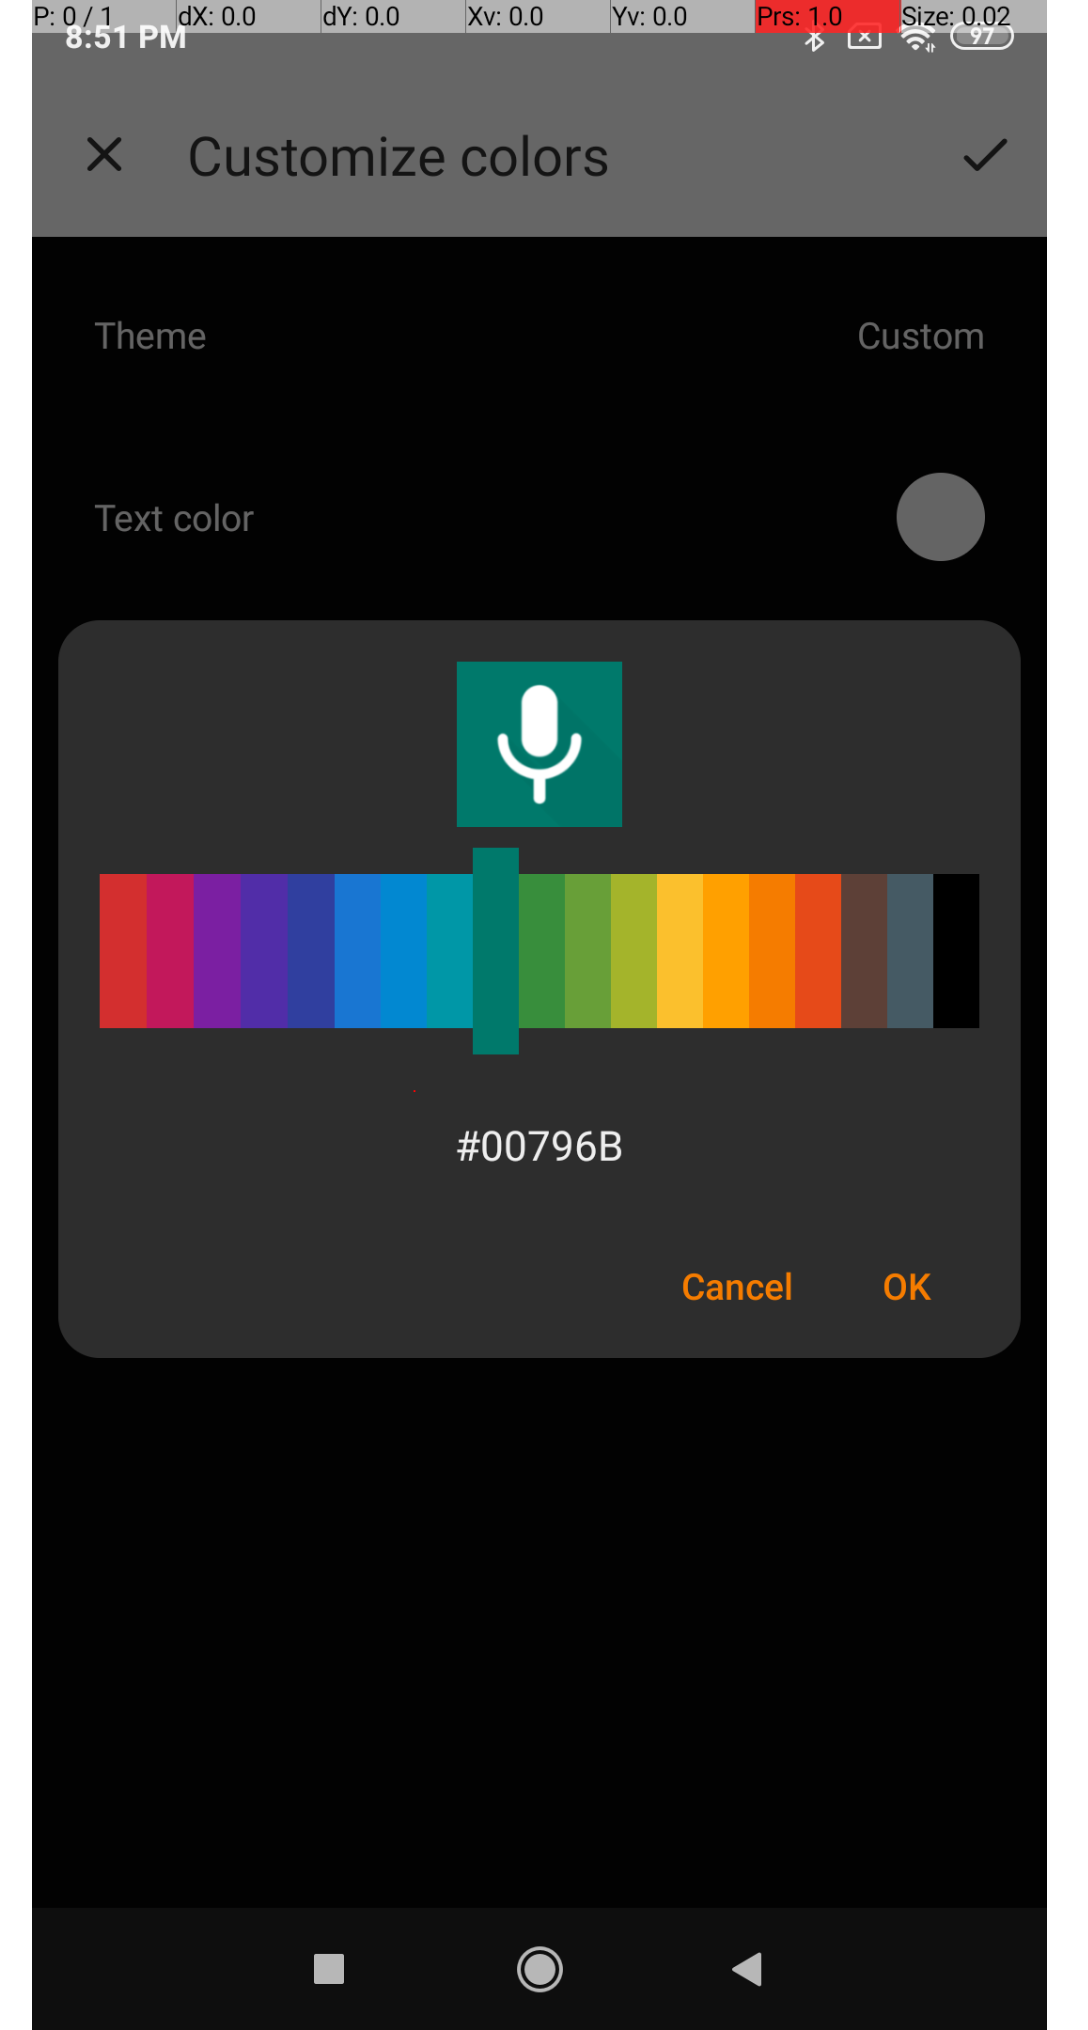 P: 0 / 1 dX: 0.0 dY: 0.0 Xv: 0.0 Yv: 0.0 Prs: 1.0 Size: 0.02
8:51 PM 97
Customize colors
Theme Custom
Text color
#00796B
Cancel OK